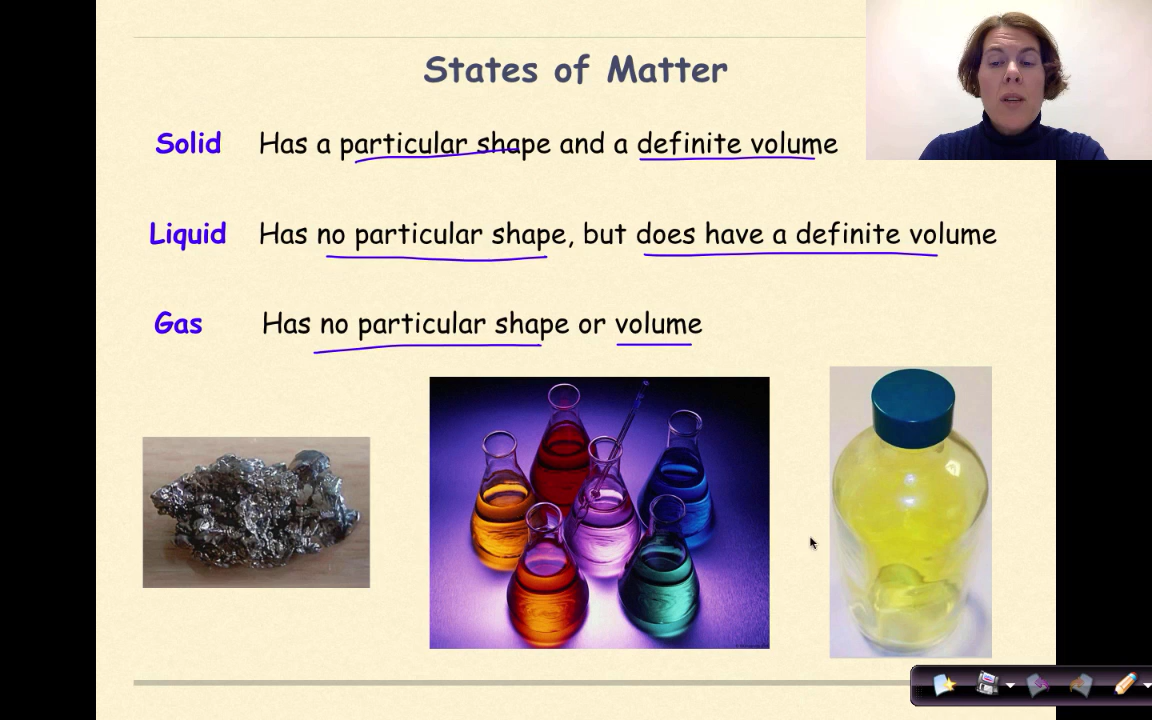 States of Matter
Solid Has a particular shape and a definite volume
Liquid Has no particular shape, but does have a definite volume
Gas Has no particular shape or volume